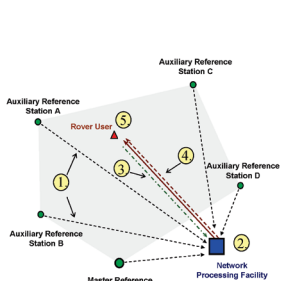 Auxiliary Reference
Station C
Auxiliary Reference
Station A
5
Rover User
4
3
2
1
Auxiliary Reference
Station D
Auxiliary Reference
Station B
Network
Processing Facility
Master Reference